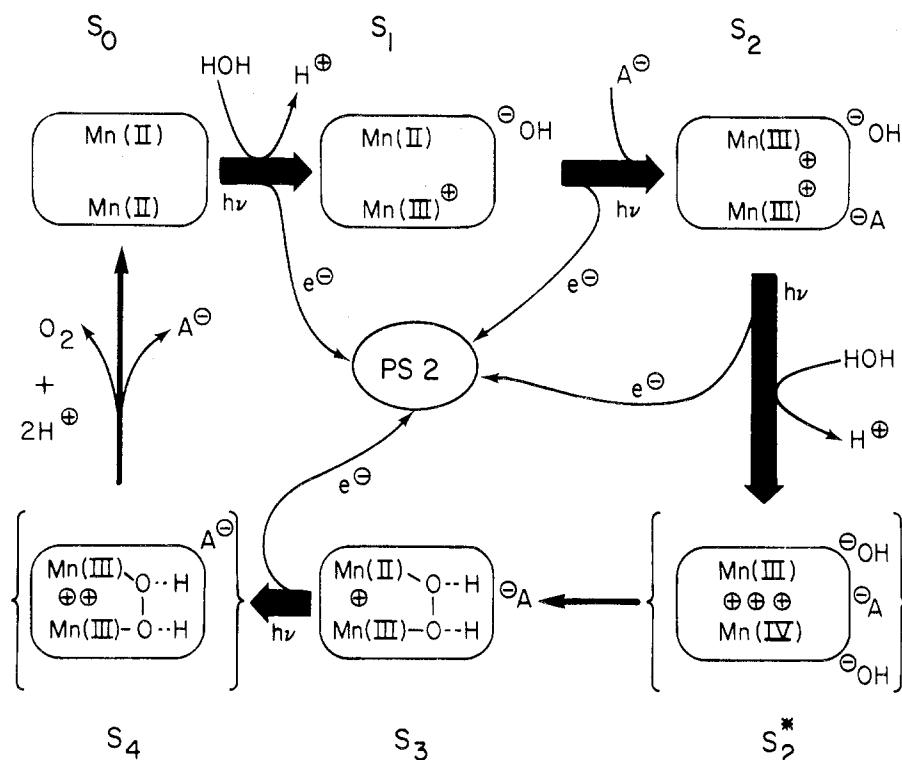 S0 S1 S2
HOH H⊕ ⊖OH A⊖ ⊖OH
Mn(II) Mn(II) Mn(III)⊕
Mn(II) hν Mn(III)⊕ hν Mn(III)⊕ ⊖A
e⊖ e⊖ hν
O2 A⊖ PS 2 HOH
+ e⊖
2H⊕ H⊕
e⊖
A⊖ ⊖OH
Mn(III) O··H Mn(II) O··H ⊖A Mn(III)
⊕⊕ ⊕ ⊕⊕⊕ ⊖A
Mn(III)–O··H hν Mn(III)–O··H Mn(IV)
⊖OH
S4 S3 S2*